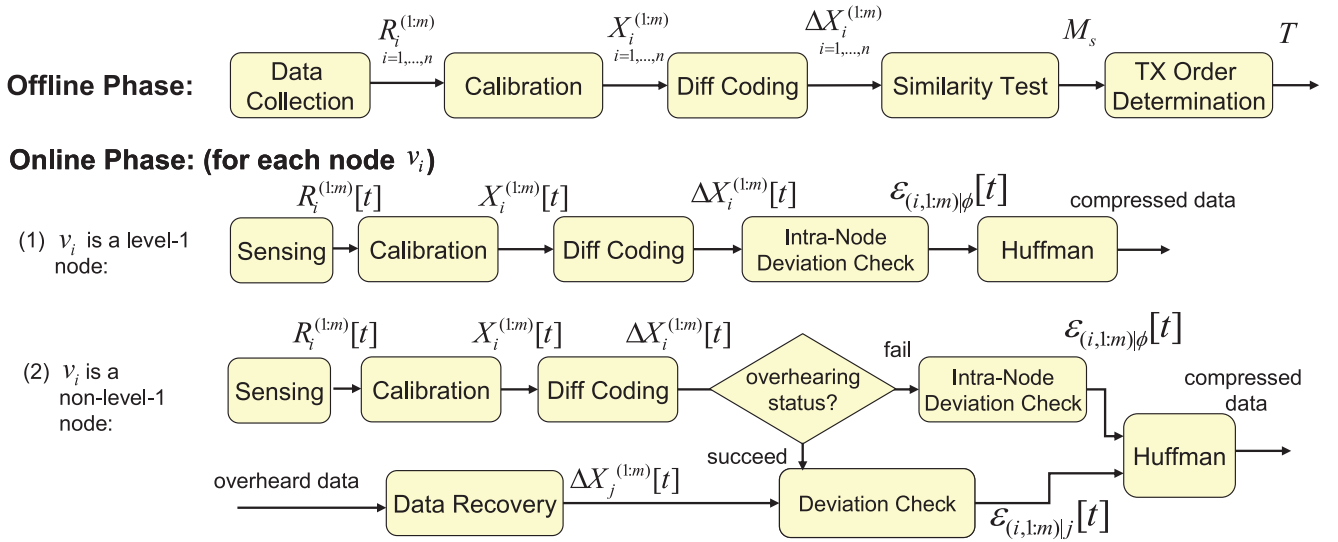 R_i^{(1:m)} i=1,...,n
X_i^{(1:m)} i=1,...,n
ΔX_i^{(1:m)} i=1,...,n
M_s
T
Offline Phase:
Data
Collection
Calibration
Diff Coding
Similarity Test
TX Order
Determination
Online Phase: (for each node v_i)
R_i^{(1:m)}[t]
X_i^{(1:m)}[t]
ΔX_i^{(1:m)}[t]
ε_{(i,1:m)|ϕ}[t]
compressed data
(1) v_i is a level-1
node:
Sensing
Calibration
Diff Coding
Intra-Node
Deviation Check
Huffman
R_i^{(1:m)}[t]
X_i^{(1:m)}[t]
ΔX_i^{(1:m)}[t]
ε_{(i,1:m)|ϕ}[t]
(2) v_i is a
non-level-1
node:
Sensing
Calibration
Diff Coding
overhearing
status?
fail
Intra-Node
Deviation Check
compressed
data
Huffman
succeed
overheard data
Data Recovery
ΔX_j^{(1:m)}[t]
Deviation Check
ε_{(i,1:m)|j}[t]